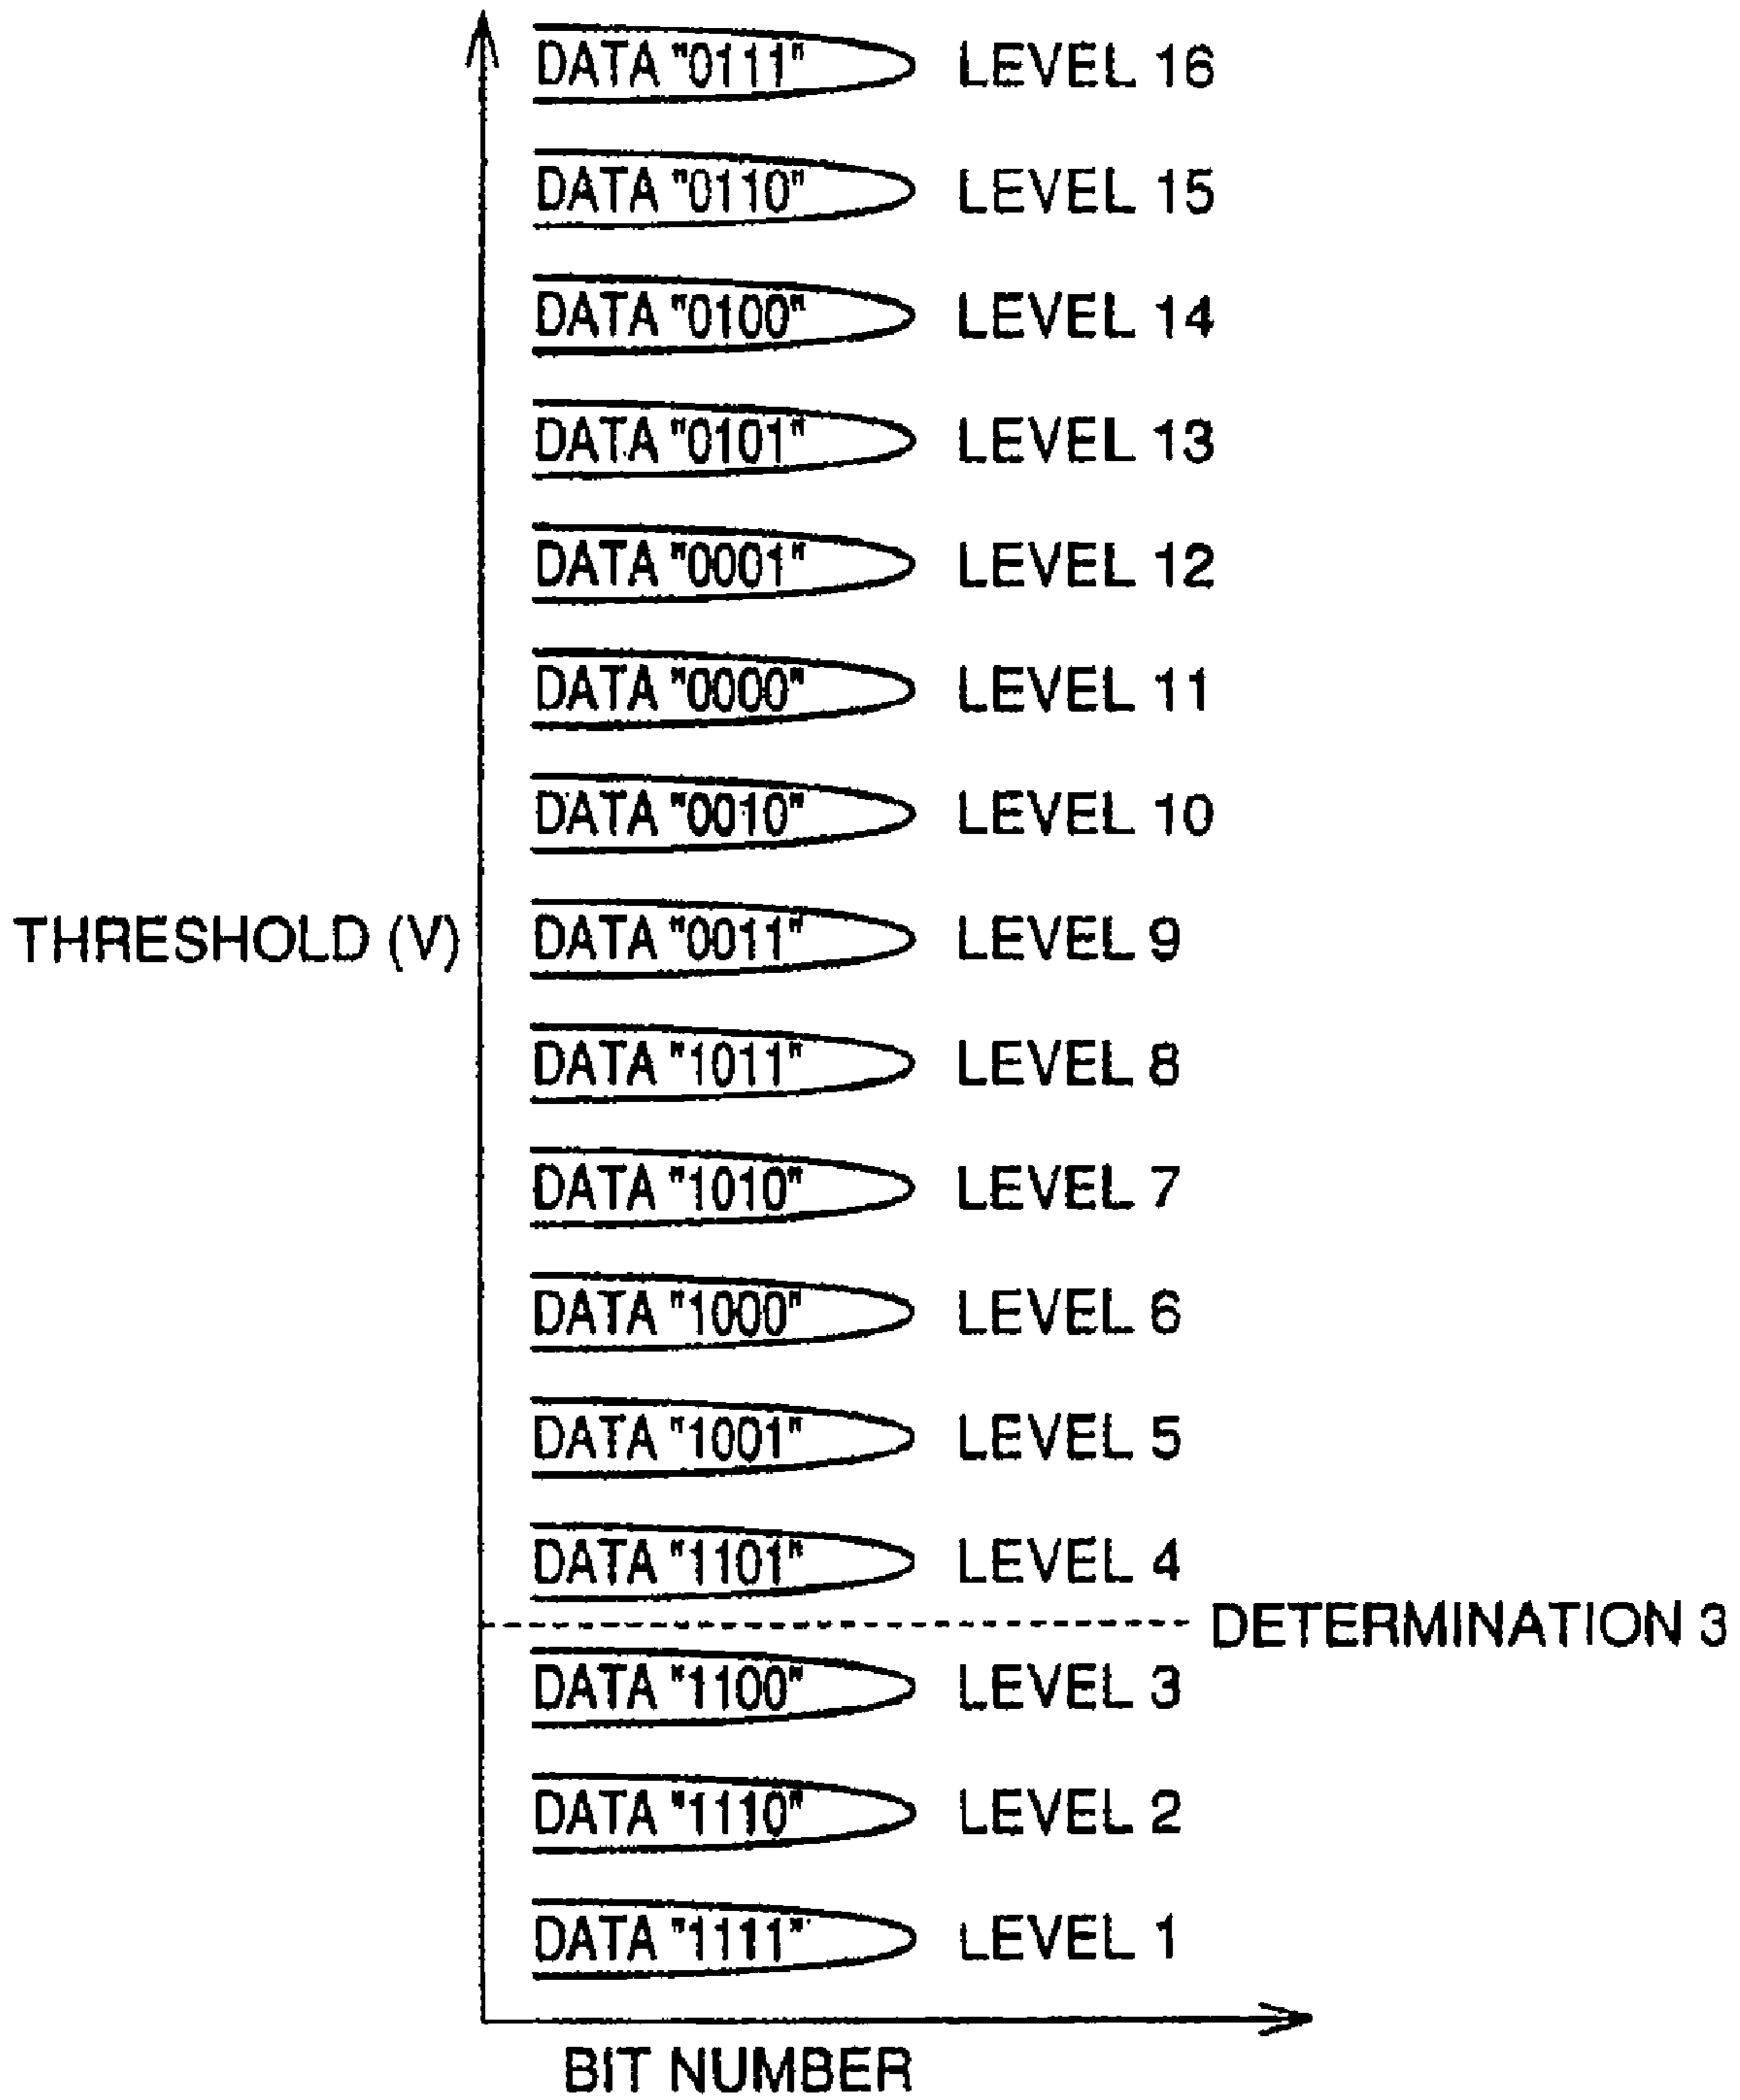 DATA "0111" LEVEL 16
DATA "0110" LEVEL 15
DATA "0100" LEVEL 14
DATA "0101" LEVEL 13
DATA "0001" LEVEL 12
DATA "0000" LEVEL 11
DATA "0010" LEVEL 10
THRESHOLD (V) DATA "0011" LEVEL 9
DATA "1011" LEVEL 8
DATA "1010" LEVEL 7
DATA "1000" LEVEL 6
DATA "1001" LEVEL 5
DATA "1101" LEVEL 4
DETERMINATION 3
DATA "1100" LEVEL 3
DATA "1110" LEVEL 2
DATA "1111" LEVEL 1
BIT NUMBER